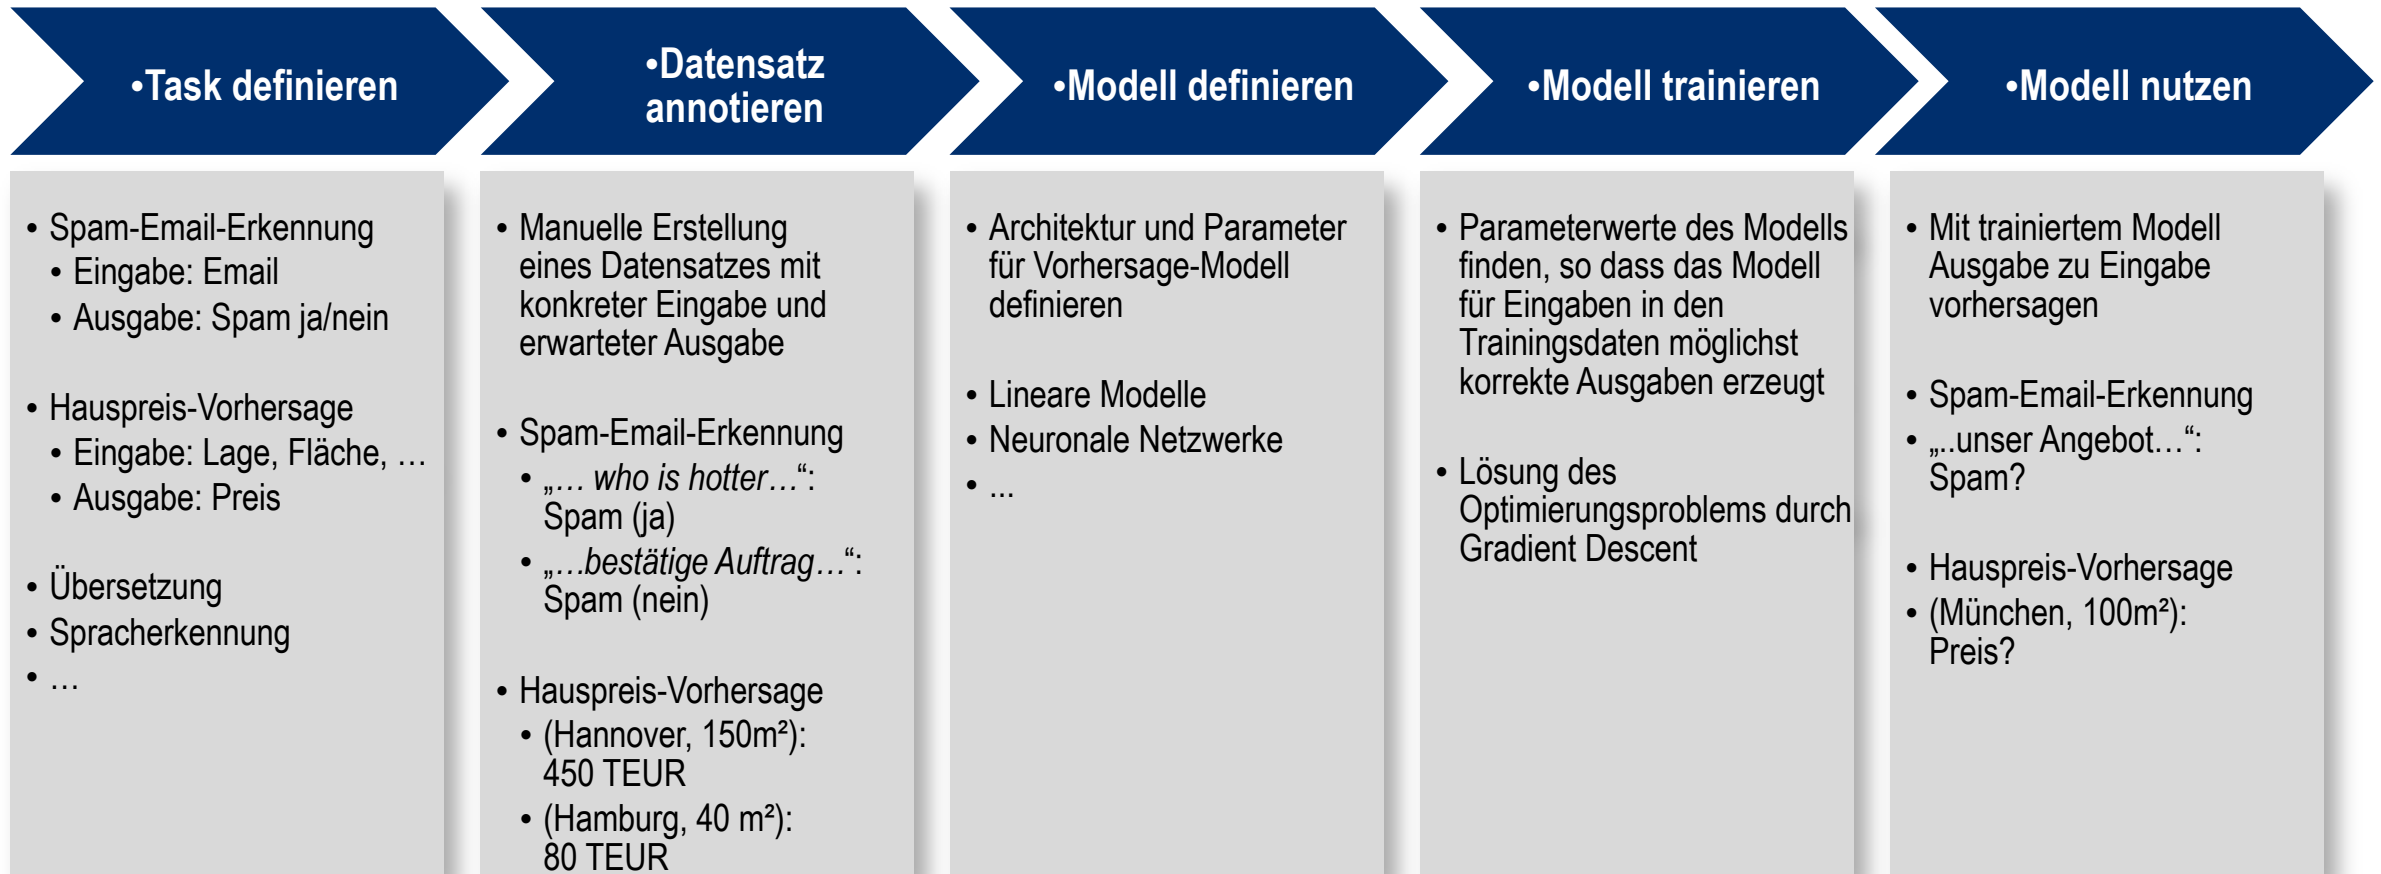 •Task definieren
•Datensatz
annotieren
•Modell definieren
•Modell trainieren
•Modell nutzen
• Spam-Email-Erkennung
• Eingabe: Email
• Ausgabe: Spam ja/nein
• Hauspreis-Vorhersage
• Eingabe: Lage, Fläche, …
• Ausgabe: Preis
• Übersetzung
• Spracherkennung
• …
• Manuelle Erstellung
eines Datensatzes mit
konkreter Eingabe und
erwarteter Ausgabe
• Spam-Email-Erkennung
• „… who is hotter…“:
Spam (ja)
• „…bestätige Auftrag…“:
Spam (nein)
• Hauspreis-Vorhersage
• (Hannover, 150m²):
450 TEUR
• (Hamburg, 40 m²):
80 TEUR
• Architektur und Parameter
für Vorhersage-Modell
definieren
• Lineare Modelle
• Neuronale Netzwerke
• ...
• Parameterwerte des Modells
finden, so dass das Modell
für Eingaben in den
Trainingsdaten möglichst
korrekte Ausgaben erzeugt
• Lösung des
Optimierungsproblems durch
Gradient Descent
• Mit trainiertem Modell
Ausgabe zu Eingabe
vorhersagen
• Spam-Email-Erkennung
• „..unser Angebot…“:
Spam?
• Hauspreis-Vorhersage
• (München, 100m²):
Preis?